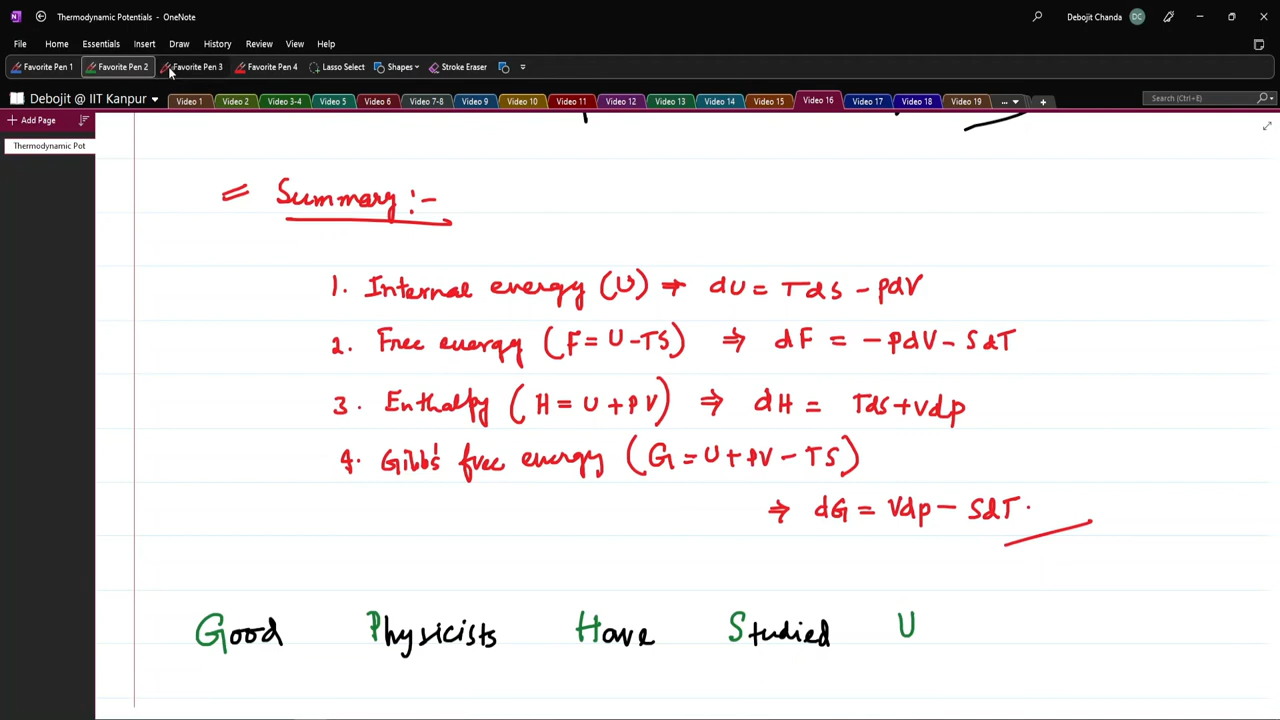 Thermodynamic Potentials - OneNote
Debojit Chanda DC
File Home Essentials Insert Draw History Review View Help
Favorite Pen 1 Favorite Pen 2 Favorite Pen 3 Favorite Pen 4 Lasso Select Shapes Stroke Eraser
Debojit @ IIT Kanpur Video 1 Video 2 Video 3-4 Video 5 Video 6 Video 7-8 Video 9 Video 10 Video 11 Video 12 Video 13 Video 14 Video 15 Video 16 Video 17 Video 18 Video 19 ... + Search (Ctrl+E)
+ Add Page
Thermodynamic Pot
= Summary :-
1. Internal energy (U) → dU = TdS - PdV
2. Free energy (F = U - TS) ⇒ dF = - PdV - SdT
3. Enthalpy (H = U + PV) ⇒ dH = Tds + Vdp
4. Gibb's free energy (G = U + PV - TS)
⇒ dG = Vdp - SdT.
Good Physicists Have Studied U